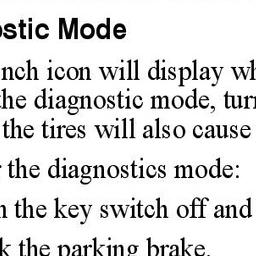 ostic Mode
nch icon will display wh
the diagnostic mode, turn
the tires will also cause
the diagnostics mode:
the key switch off and
the parking brake.